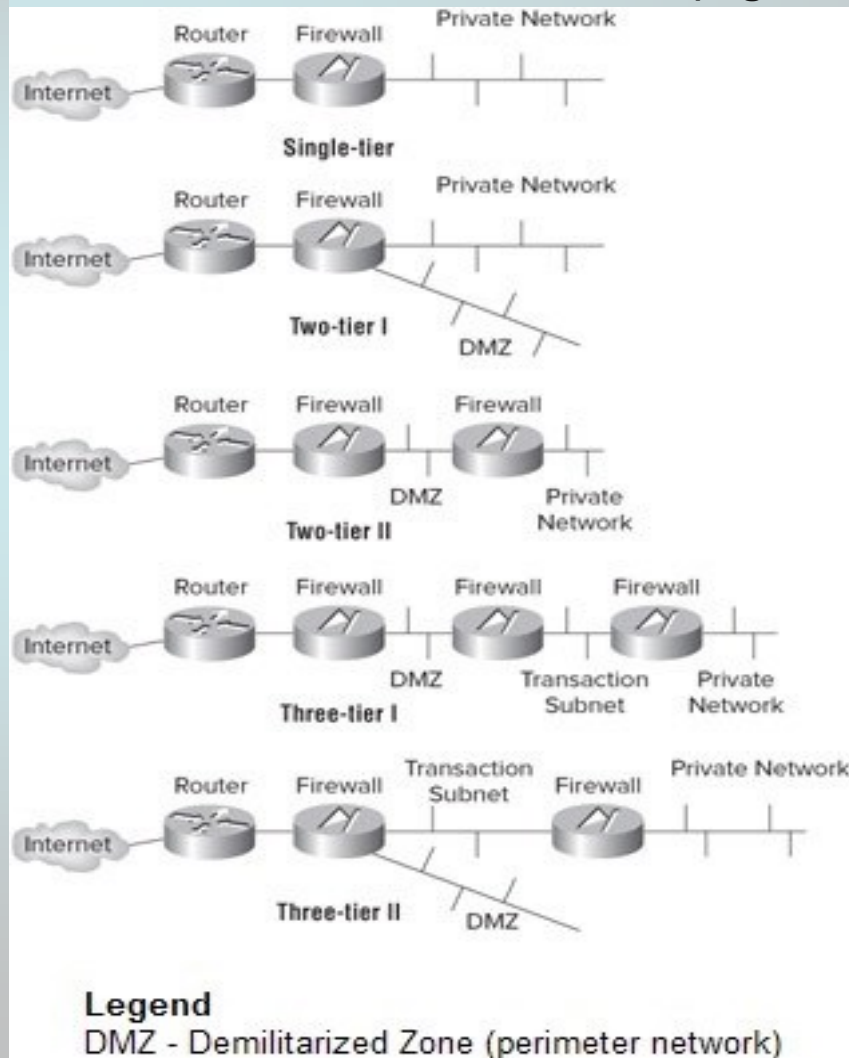 Private Network
Router Firewall
Internet
Single-tier
Private Network
Router Firewall
Internet
Two-tier I
DMZ
Router Firewall Firewall
Internet
DMZ Private
Network
Two-tier II
Router Firewall Firewall Firewall
Internet
DMZ Transaction Private
Subnet Network
Three-tier I
Transaction Private Network
Router Firewall Subnet Firewall
Internet
Three-tier II
DMZ
Legend
DMZ - Demilitarized Zone (perimeter network)